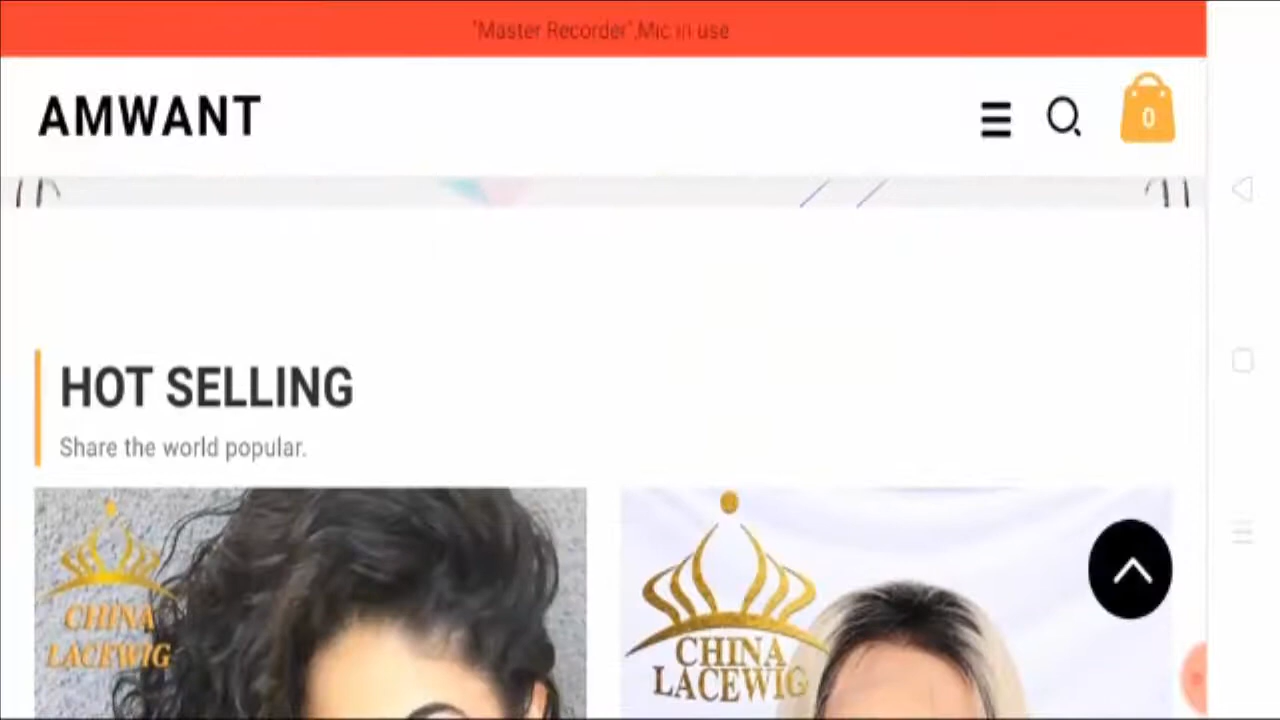 "Master Recorder",Mic in use
AMWANT
0
HOT SELLING
Share the world popular.
CHINA
LACEWIG
CHINA
LACEWIG